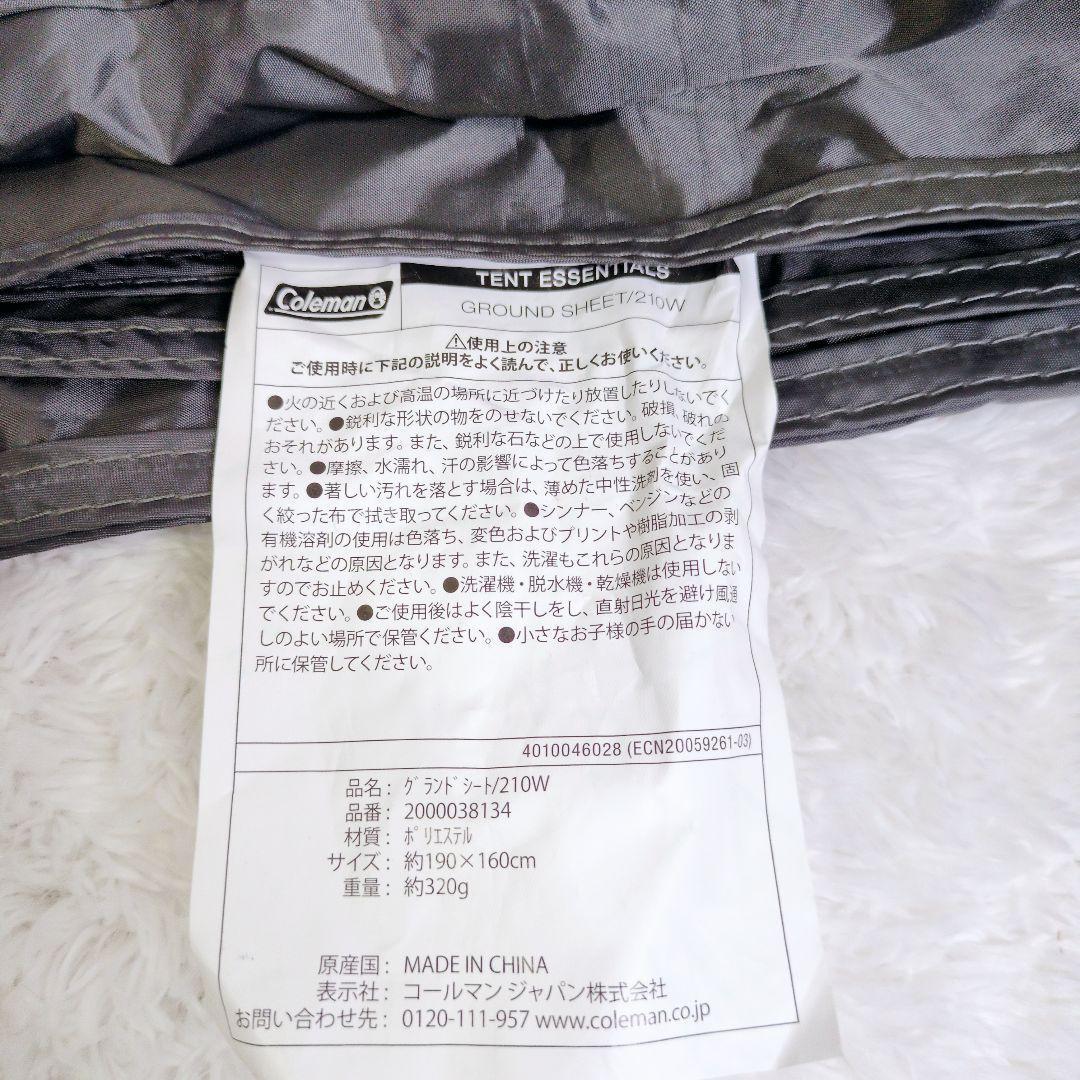 Coleman
TENT ESSENTIALS
GROUND SHEET/210W
⚠使用上の注意
ご使用時に下記の説明をよく読んで、正しくお使いください。
●火の近くおよび高温の場所に近づけたり放置したりしないでく
ださい。●鋭利な形状の物をのせないでください。破損、破れの
おそれがあります。また、鋭利な石などの上で使用しないでくだ
さい。●摩擦、水濡れ、汗の影響によって色落ちすることがあり
ます。●著しい汚れを落とす場合は、薄めた中性洗剤を使い、固
く絞った布で拭き取ってください。●シンナー、ベンジンなどの
有機溶剤の使用は色落ち、変色およびプリントや樹脂加工の剥
がれなどの原因となります。また、洗濯もこれらの原因となりま
すのでお止めください。●洗濯機・脱水機・乾燥機は使用しない
でください。●ご使用後はよく陰干しをし、直射日光を避け風通
しのよい場所で保管ください。●小さなお子様の手の届かない
所に保管してください。
4010046028 (ECN20059261-03)
品名: ｸﾞﾗﾝﾄﾞｼｰﾄ/210W
品番: 2000038134
材質: ﾎﾟﾘｴｽﾃﾙ
サイズ: 約190×160cm
重量: 約320g
原産国: MADE IN CHINA
表示社: コールマン ジャパン株式会社
お問い合わせ先: 0120-111-957 www.coleman.co.jp